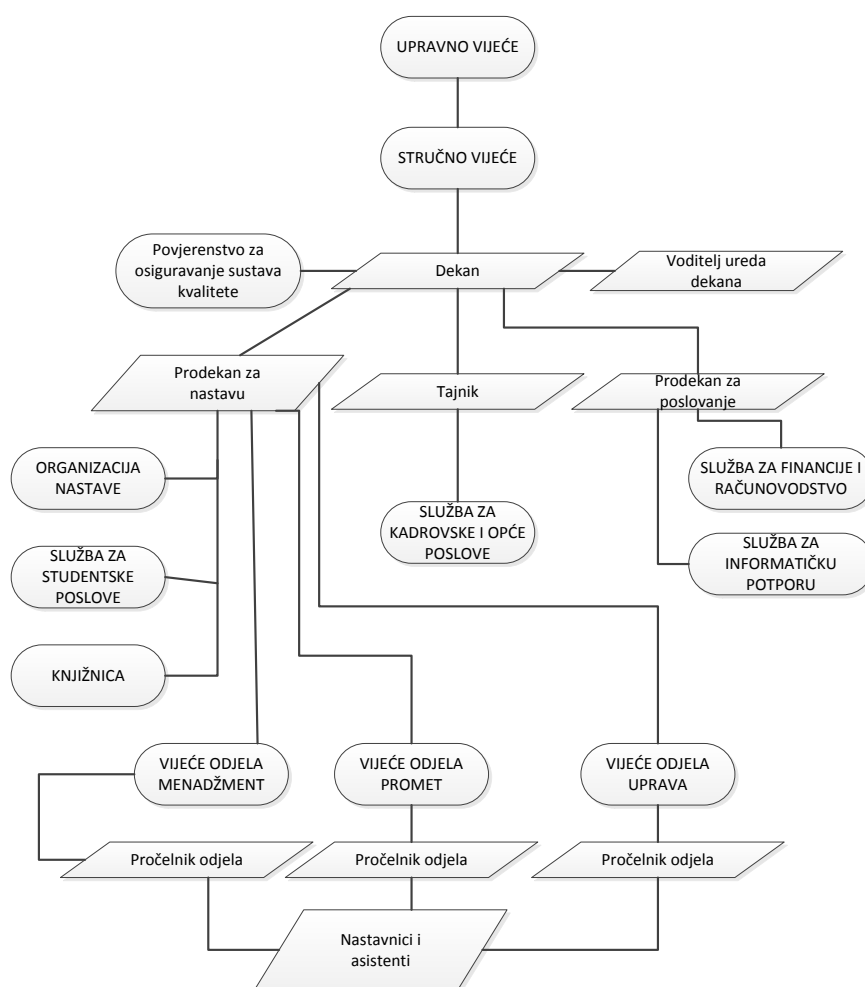 UPRAVNO VIJEĆE
STRUČNO VIJEĆE
Povjerenstvo za
osiguravanje sustava
kvalitete
Dekan
Voditelj ureda
dekana
Prodekan za
nastavu
Tajnik
Prodekan za
poslovanje
ORGANIZACIJA
NASTAVE
SLUŽBA ZA FINANCIJE I
RAČUNOVODSTVO
SLUŽBA ZA
KADROVSKE I OPĆE
POSLOVE
SLUŽBA ZA
STUDENTSKE
POSLOVE
SLUŽBA ZA
INFORMATIČKU
POTPORU
KNJIŽNICA
VIJEĆE ODJELA
MENADŽMENT
VIJEĆE ODJELA
PROMET
VIJEĆE ODJELA
UPRAVA
Pročelnik odjela
Pročelnik odjela
Pročelnik odjela
Nastavnici i
asistenti